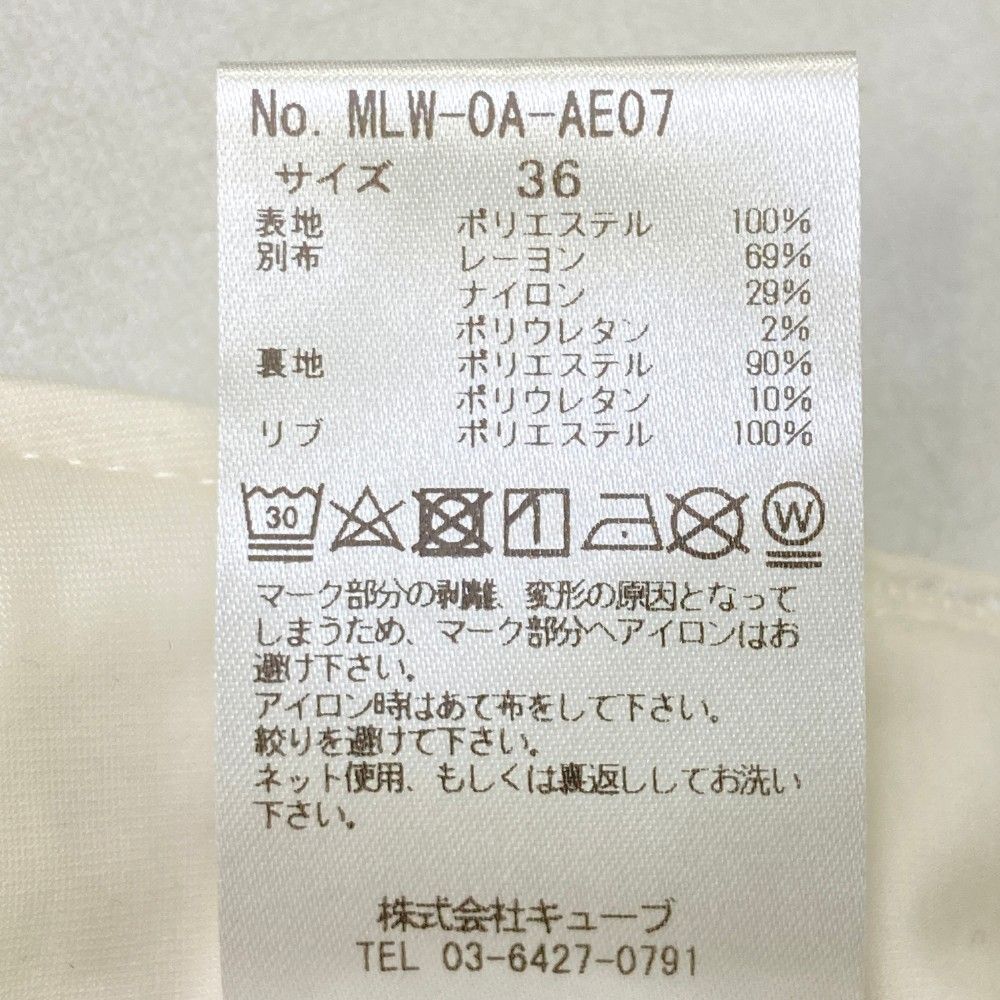 No. MLW-0A-AE07
サイズ 36
表地 ポリエステル 100%
別布 レーヨン 69%
ナイロン 29%
ポリウレタン 2%
裏地 ポリエステル 90%
ポリウレタン 10%
リブ ポリエステル 100%
30 W
マーク部分の剥離、変形の原因となって
しまうため、マーク部分へアイロンはお
避け下さい。
アイロン時はあて布をして下さい。
絞りを避けて下さい。
ネット使用、もしくは裏返ししてお洗い
下さい。
株式会社キューブ
TEL 03-6427-0791